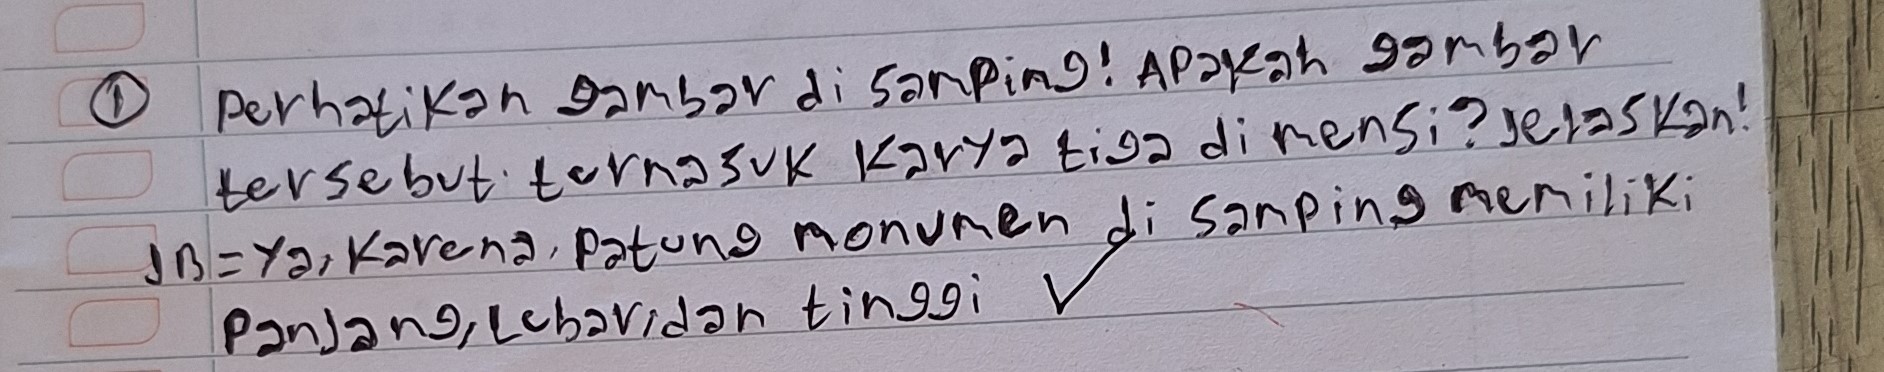 ① Perhatikan gambar di samping! Apakah gambar
tersebut termasuk karya tiga dimensi? Jelaskan!
JB = Ya, karena, patung monumen di samping memiliki
panjang, lebar, dan tinggi ✓